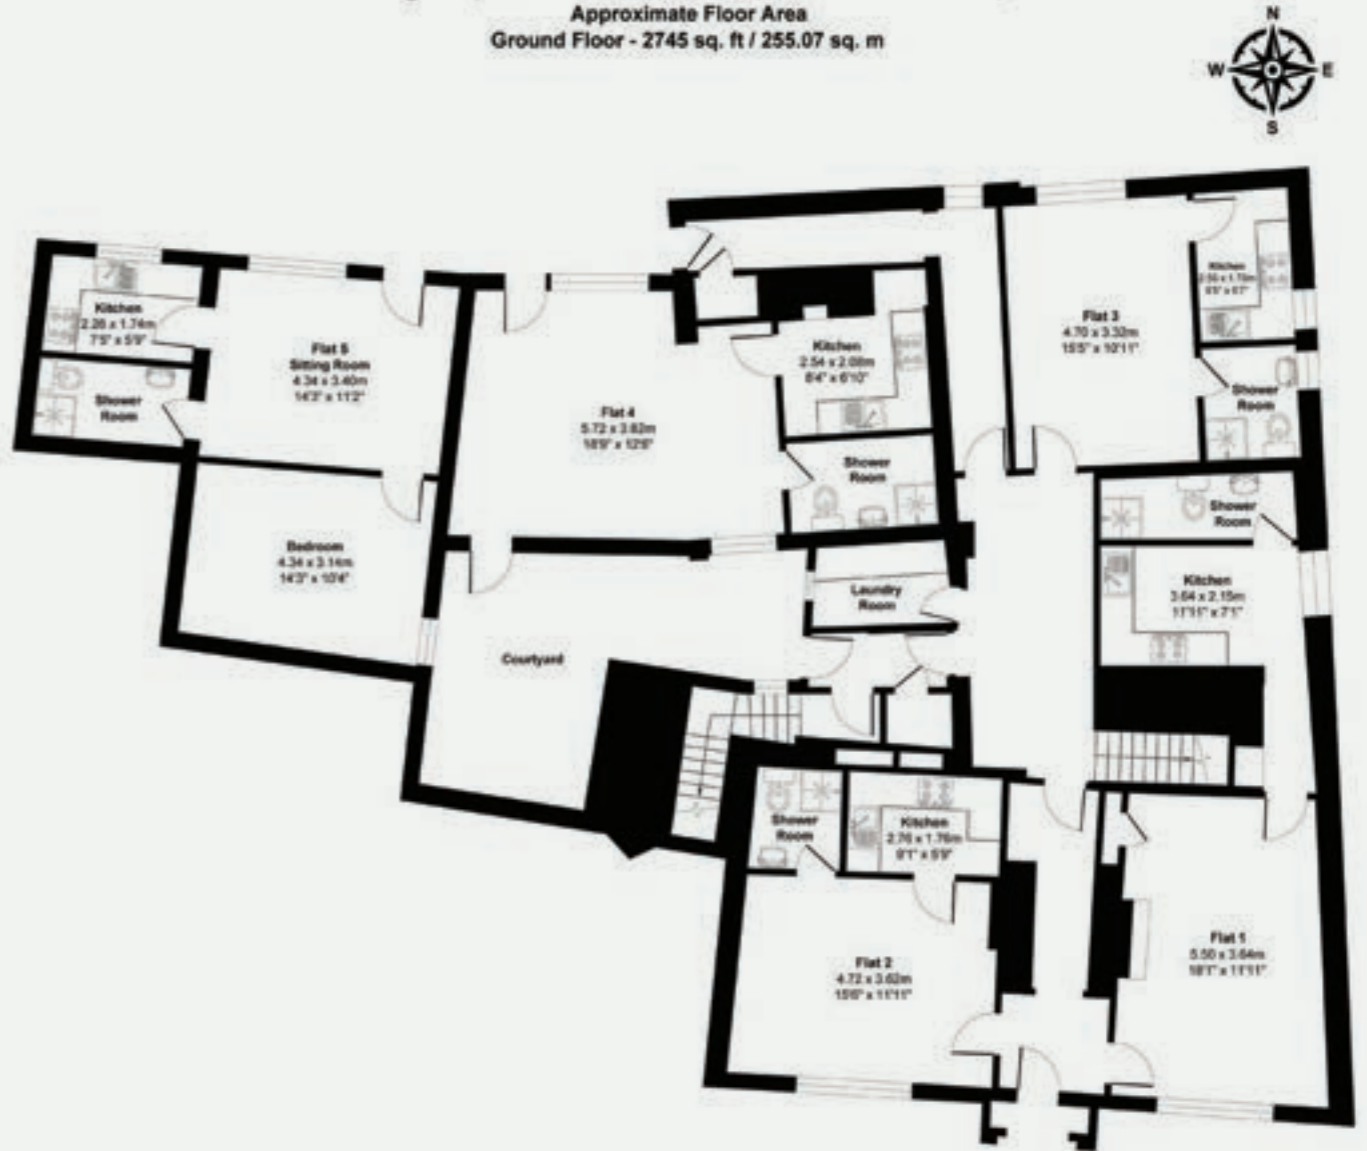 Approximate Floor Area
Ground Floor - 2745 sq. ft / 255.07 sq. m
N
W
E
S
Kitchen
2.26 x 1.74m
7'5" x 5'9"
Shower
Room
Flat 5
Sitting Room
4.34 x 3.40m
14'3" x 11'2"
Bedroom
4.34 x 3.14m
14'3" x 10'4"
Flat 4
5.72 x 3.82m
18'9" x 12'6"
Kitchen
2.54 x 2.08m
8'4" x 6'10"
Shower
Room
Flat 3
4.70 x 3.32m
15'5" x 10'11"
Kitchen
Shower
Room
Shower
Room
Kitchen
3.64 x 2.15m
11'11" x 7'1"
Laundry
Room
Courtyard
Shower
Room
Kitchen
2.76 x 1.76m
9'1" x 5'9"
Flat 2
4.72 x 3.62m
15'6" x 11'11"
Flat 1
5.50 x 3.64m
18'1" x 11'11"